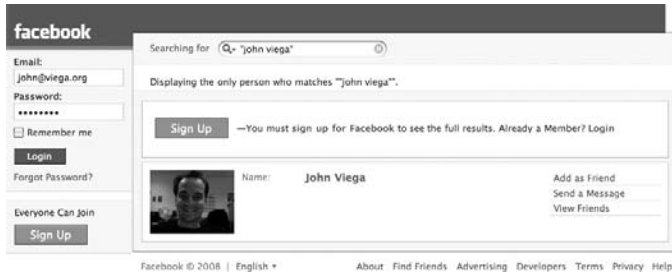 facebook
Email:
john@viega.org
Password:
••••••••
Remember me
Login
Forgot Password?
Everyone Can Join
Sign Up
Searching for "john viega"
Displaying the only person who matches ""john viega"".
Sign Up —You must sign up for Facebook to see the full results. Already a Member? Login
Name: John Viega
Add as Friend
Send a Message
View Friends
Facebook © 2008 | English
About Find Friends Advertising Developers Terms Privacy Help